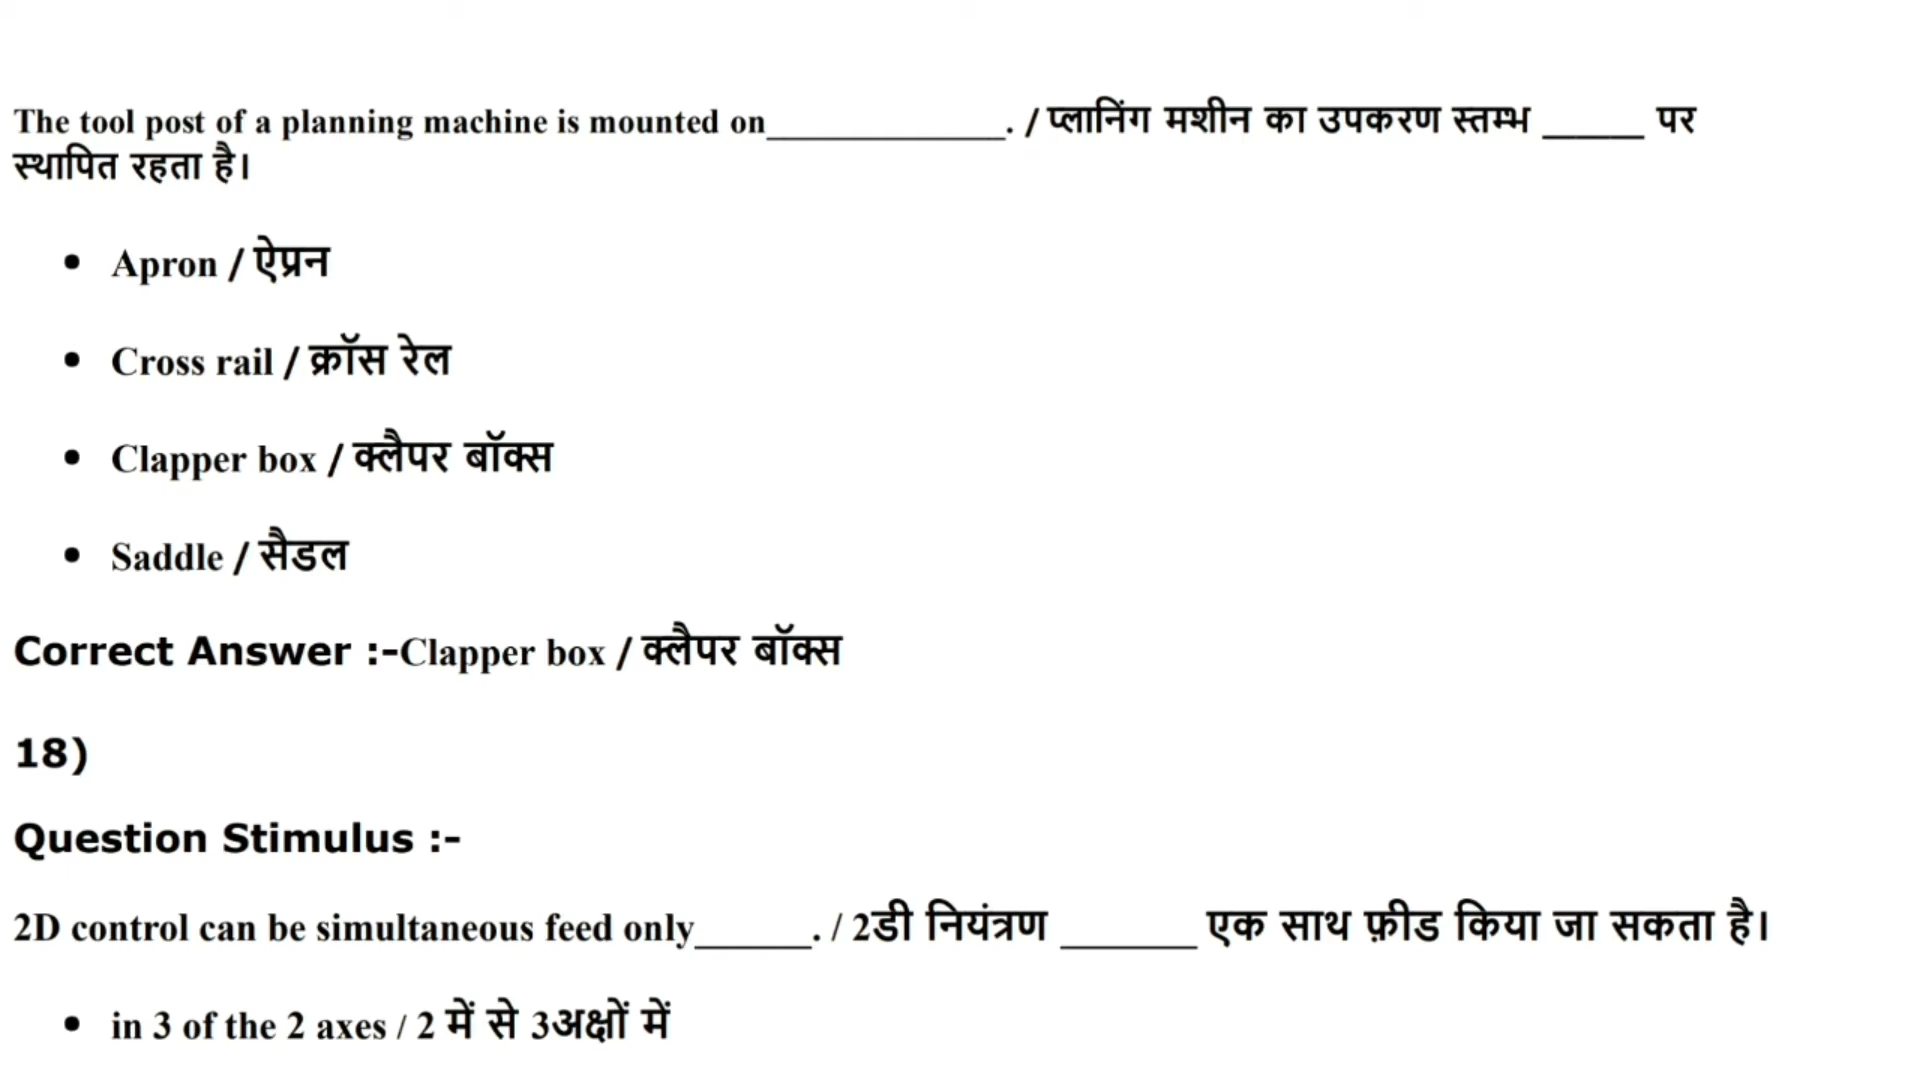 The tool post of a planning machine is mounted on_____________. / प्लानिंग मशीन का उपकरण स्तम्भ _____ पर
स्थापित रहता है।
• Apron / ऐप्रन
• Cross rail / क्रॉस रेल
• Clapper box / क्लैपर बॉक्स
• Saddle / सैडल
Correct Answer :-Clapper box / क्लैपर बॉक्स
18)
Question Stimulus :-
2D control can be simultaneous feed only______. / 2डी नियंत्रण _______ एक साथ फ़ीड किया जा सकता है।
• in 3 of the 2 axes / 2 में से 3अक्षों में